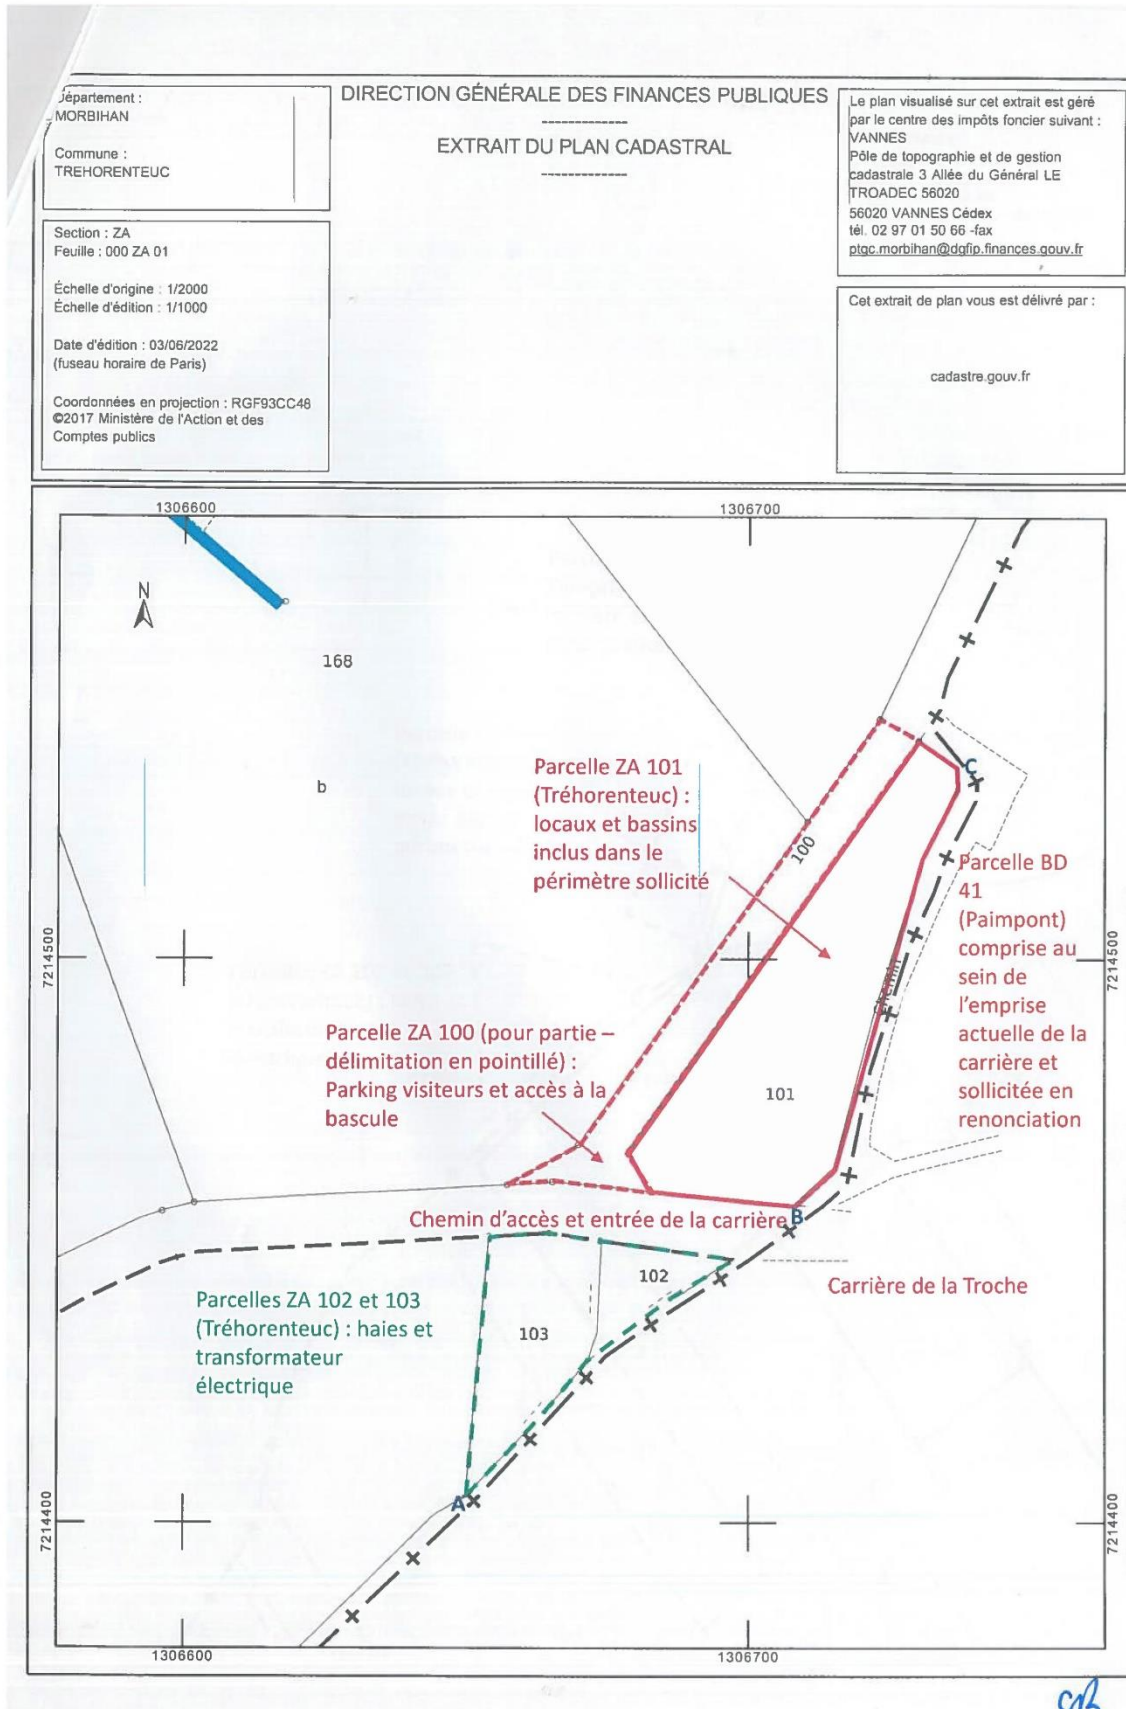 Département :
MORBIHAN
Commune :
TREHORENTEUC
Section : ZA
Feuille : 000 ZA 01
Échelle d'origine : 1/2000
Échelle d'édition : 1/1000
Date d'édition : 03/06/2022
(fuseau horaire de Paris)
Coordonnées en projection : RGF93CC48
©2017 Ministère de l'Action et des
Comptes publics
DIRECTION GÉNÉRALE DES FINANCES PUBLIQUES
-------------
EXTRAIT DU PLAN CADASTRAL
-------------
Le plan visualisé sur cet extrait est géré
par le centre des impôts foncier suivant :
VANNES
Pôle de topographie et de gestion
cadastrale 3 Allée du Général LE
TROADEC 56020
56020 VANNES Cédex
tél. 02 97 01 50 66 -fax
ptgc.morbihan@dgfip.finances.gouv.fr
Cet extrait de plan vous est délivré par :
cadastre.gouv.fr
1306600
1306700
N
168
b
Parcelle ZA 101
(Tréhorenteuc) :
locaux et bassins
inclus dans le
périmètre sollicité
100
C
Parcelle BD
41
(Paimpont)
comprise au
sein de
l'emprise
actuelle de la
carrière et
sollicitée en
renonciation
7214500
7214500
chemin
Parcelle ZA 100 (pour partie –
délimitation en pointillé) :
Parking visiteurs et accès à la
bascule
101
Chemin d'accès et entrée de la carrière
B
102
Carrière de la Troche
Parcelles ZA 102 et 103
(Tréhorenteuc) : haies et
transformateur
électrique
103
A
7214400
7214400
1306600
1306700